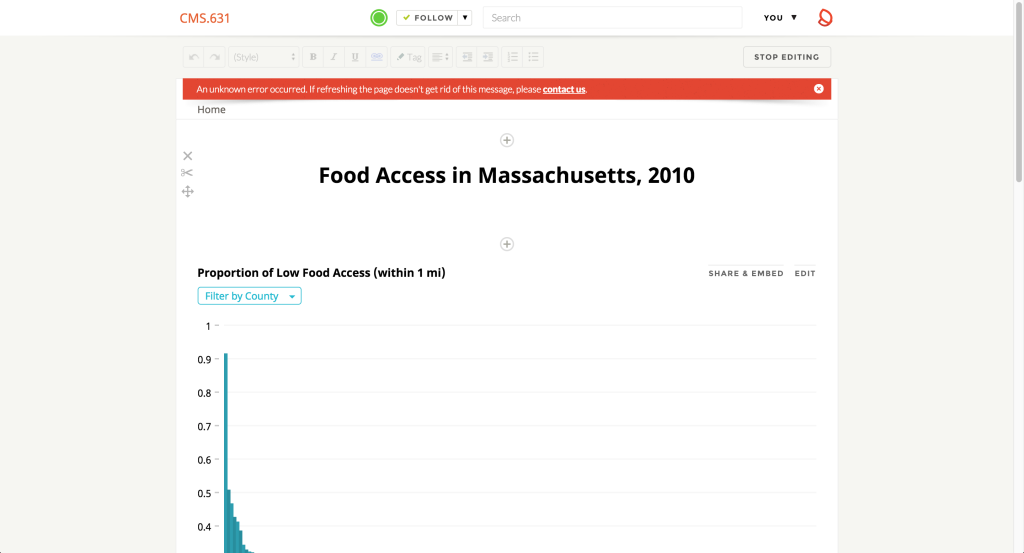 CMS.631
FOLLOW
Search
YOU
(Style)
B I U
Tag
STOP EDITING
An unknown error occurred. If refreshing the page doesn't get rid of this message, please contact us.
Home
Food Access in Massachusetts, 2010
Proportion of Low Food Access (within 1 mi)
SHARE & EMBED EDIT
Filter by County
1
0.9
0.8
0.7
0.6
0.5
0.4